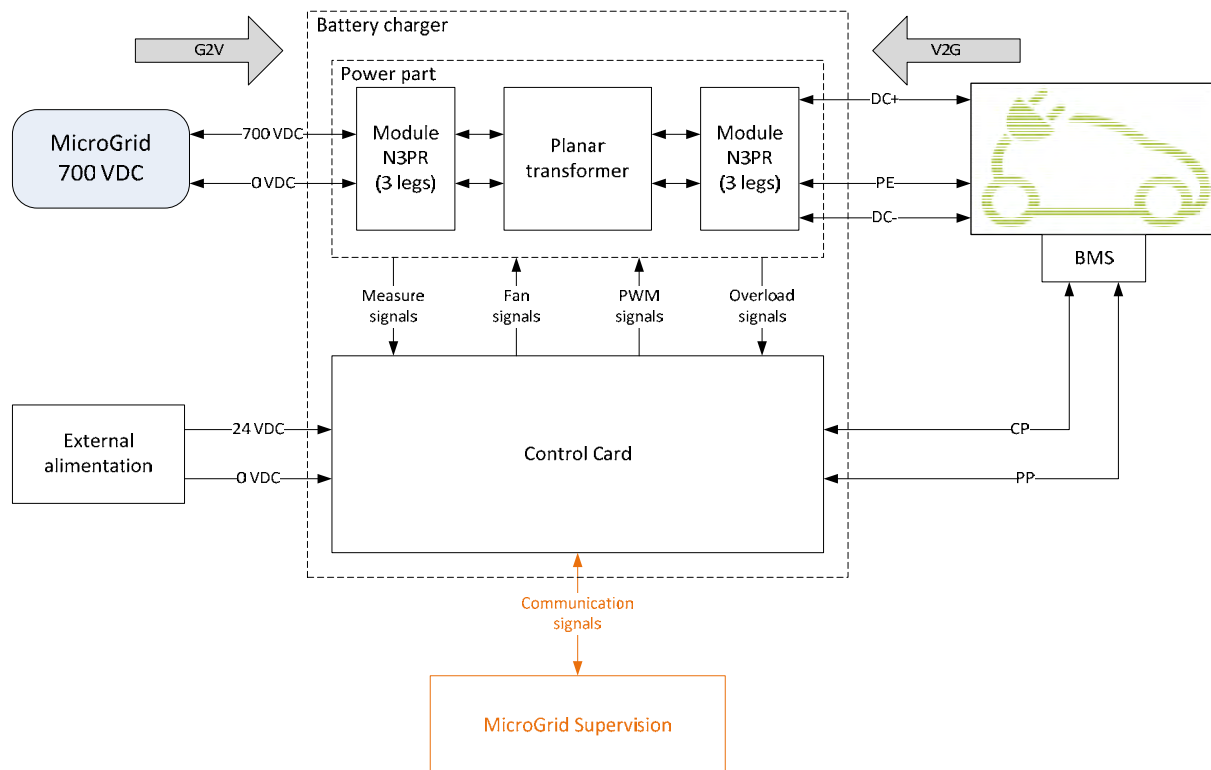 Battery charger
G2V
V2G
Power part
MicroGrid
700 VDC
700 VDC
0 VDC
Module
N3PR
(3 legs)
Planar
transformer
Module
N3PR
(3 legs)
DC+
PE
DC-
BMS
Measure
signals
Fan
signals
PWM
signals
Overload
signals
External
alimentation
24 VDC
0 VDC
Control Card
CP
PP
Communication
signals
MicroGrid Supervision